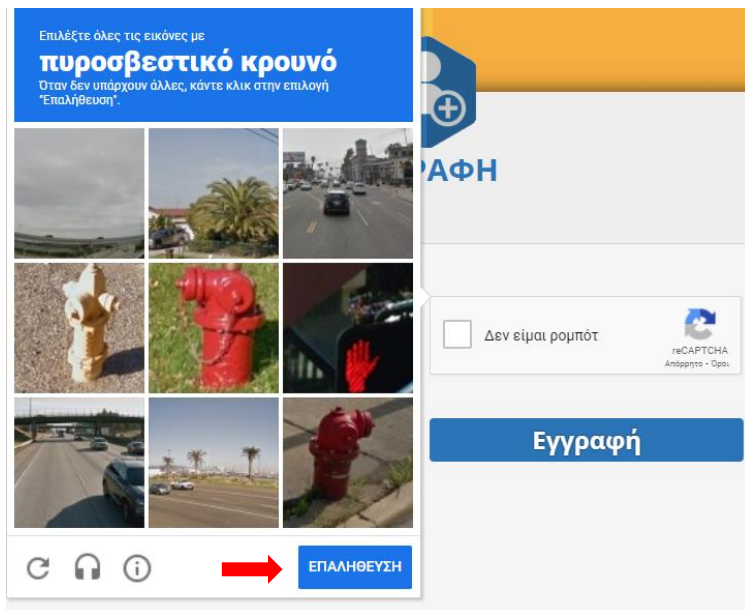 Επιλέξτε όλες τις εικόνες με
πυροσβεστικό κρουνό
Όταν δεν υπάρχουν άλλες, κάντε κλικ στην επιλογή
"Επαλήθευση".
ΡΑΦΗ
Δεν είμαι ρομπότ
reCAPTCHA
Απόρρητο - Όροι
Εγγραφή
ΕΠΑΛΗΘΕΥΣΗ